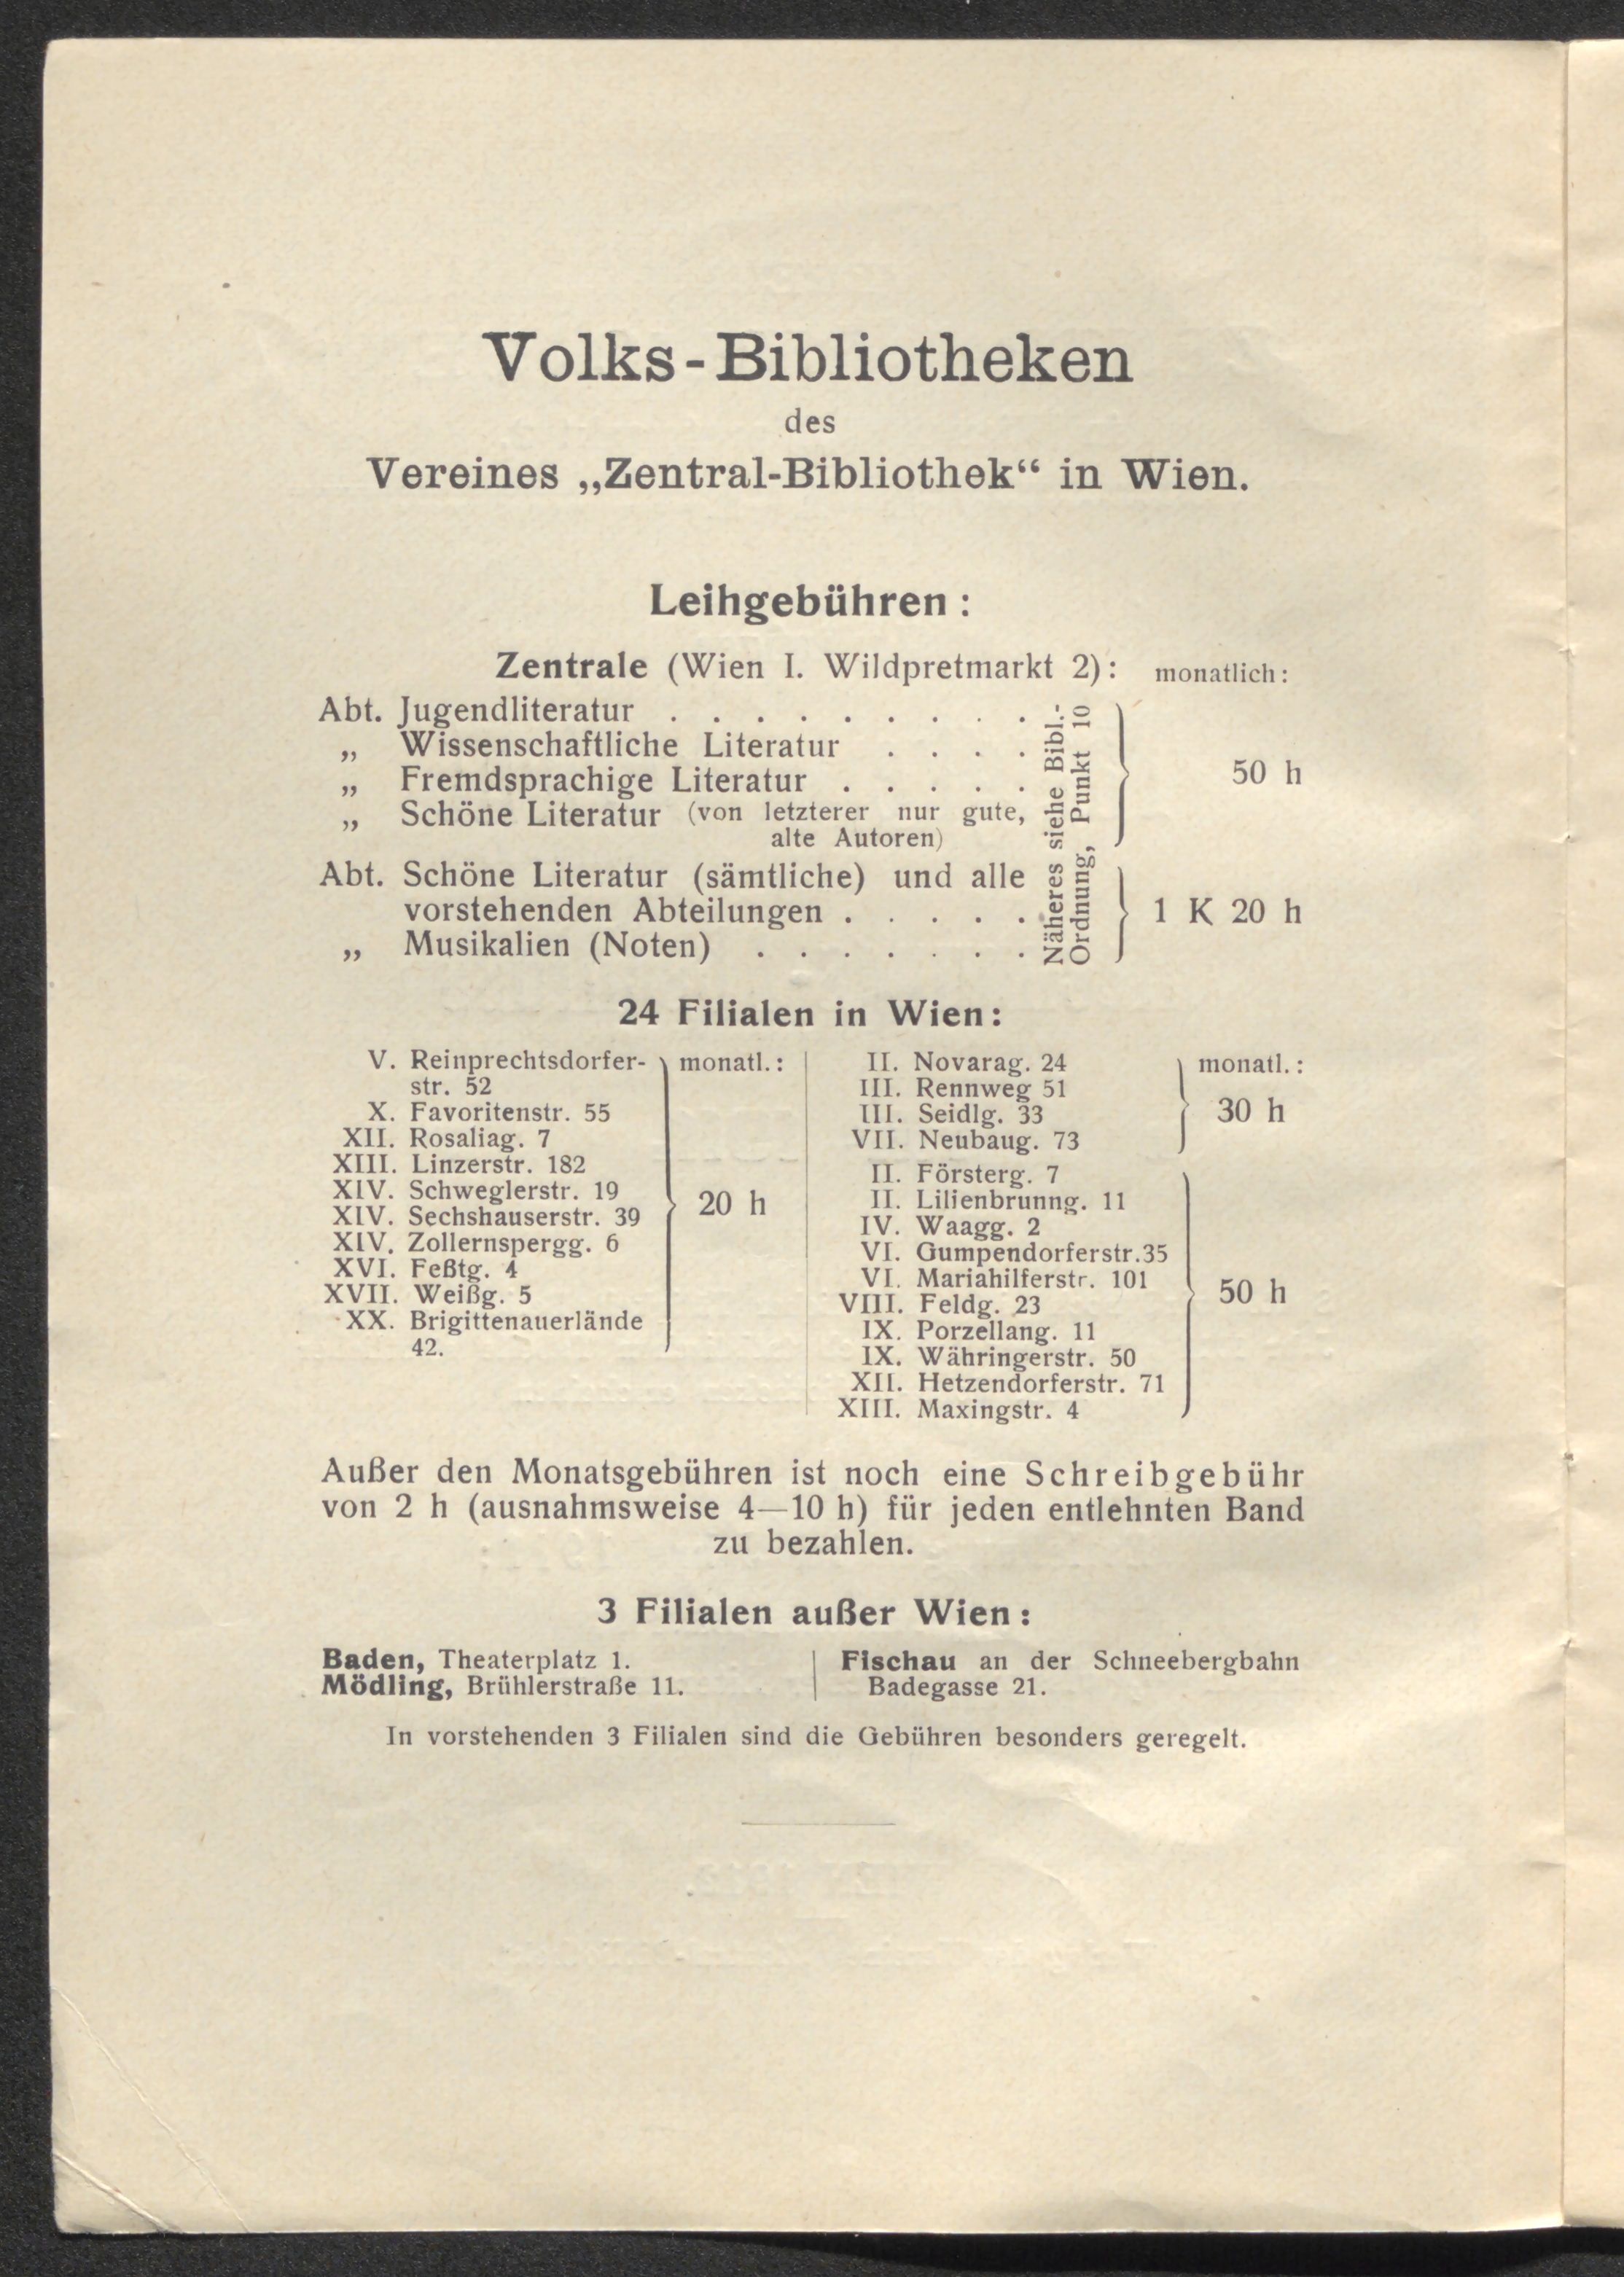 Volks-Bibliotheken
des
Vereines „Zentral-Bibliothek“ in Wien.
Leihgebühren:
Zentrale (Wien I. Wildpretmarkt 2): monatlich:
Abt. Jugendliteratur . . . . . . . . .
„ Wissenschaftliche Literatur . . . .
„ Fremdsprachige Literatur . . . . .
„ Schöne Literatur (von letzterer nur gute,
alte Autoren)
50 h
Abt. Schöne Literatur (sämtliche) und alle
vorstehenden Abteilungen . . . . .
„ Musikalien (Noten) . . . . . . .
1 K 20 h
Näheres siehe Bibl.-
Ordnung, Punkt 10
24 Filialen in Wien:
monatl.:
V. Reinprechtsdorfer-
str. 52
X. Favoritenstr. 55
XII. Rosaliag. 7
XIII. Linzerstr. 182
XIV. Schweglerstr. 19
XIV. Sechshauserstr. 39
XIV. Zollernspergg. 6
XVI. Feßtg. 4
XVII. Weißg. 5
XX. Brigittenauerlände
42.
20 h
monatl.:
II. Novarag. 24
III. Rennweg 51
III. Seidlg. 33
VII. Neubaug. 73
30 h
II. Försterg. 7
II. Lilienbrunng. 11
IV. Waagg. 2
VI. Gumpendorferstr.35
VI. Mariahilferstr. 101
VIII. Feldg. 23
IX. Porzellang. 11
IX. Währingerstr. 50
XII. Hetzendorferstr. 71
XIII. Maxingstr. 4
50 h
Außer den Monatsgebühren ist noch eine Schreibgebühr
von 2 h (ausnahmsweise 4—10 h) für jeden entlehnten Band
zu bezahlen.
3 Filialen außer Wien:
Baden, Theaterplatz 1.
Mödling, Brühlerstraße 11.
Fischau an der Schneebergbahn
Badegasse 21.
In vorstehenden 3 Filialen sind die Gebühren besonders geregelt.